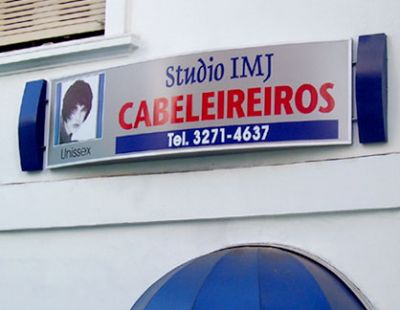 Studio IMJ
CABELEIREIROS
Tel. 3271-4637
Unissex